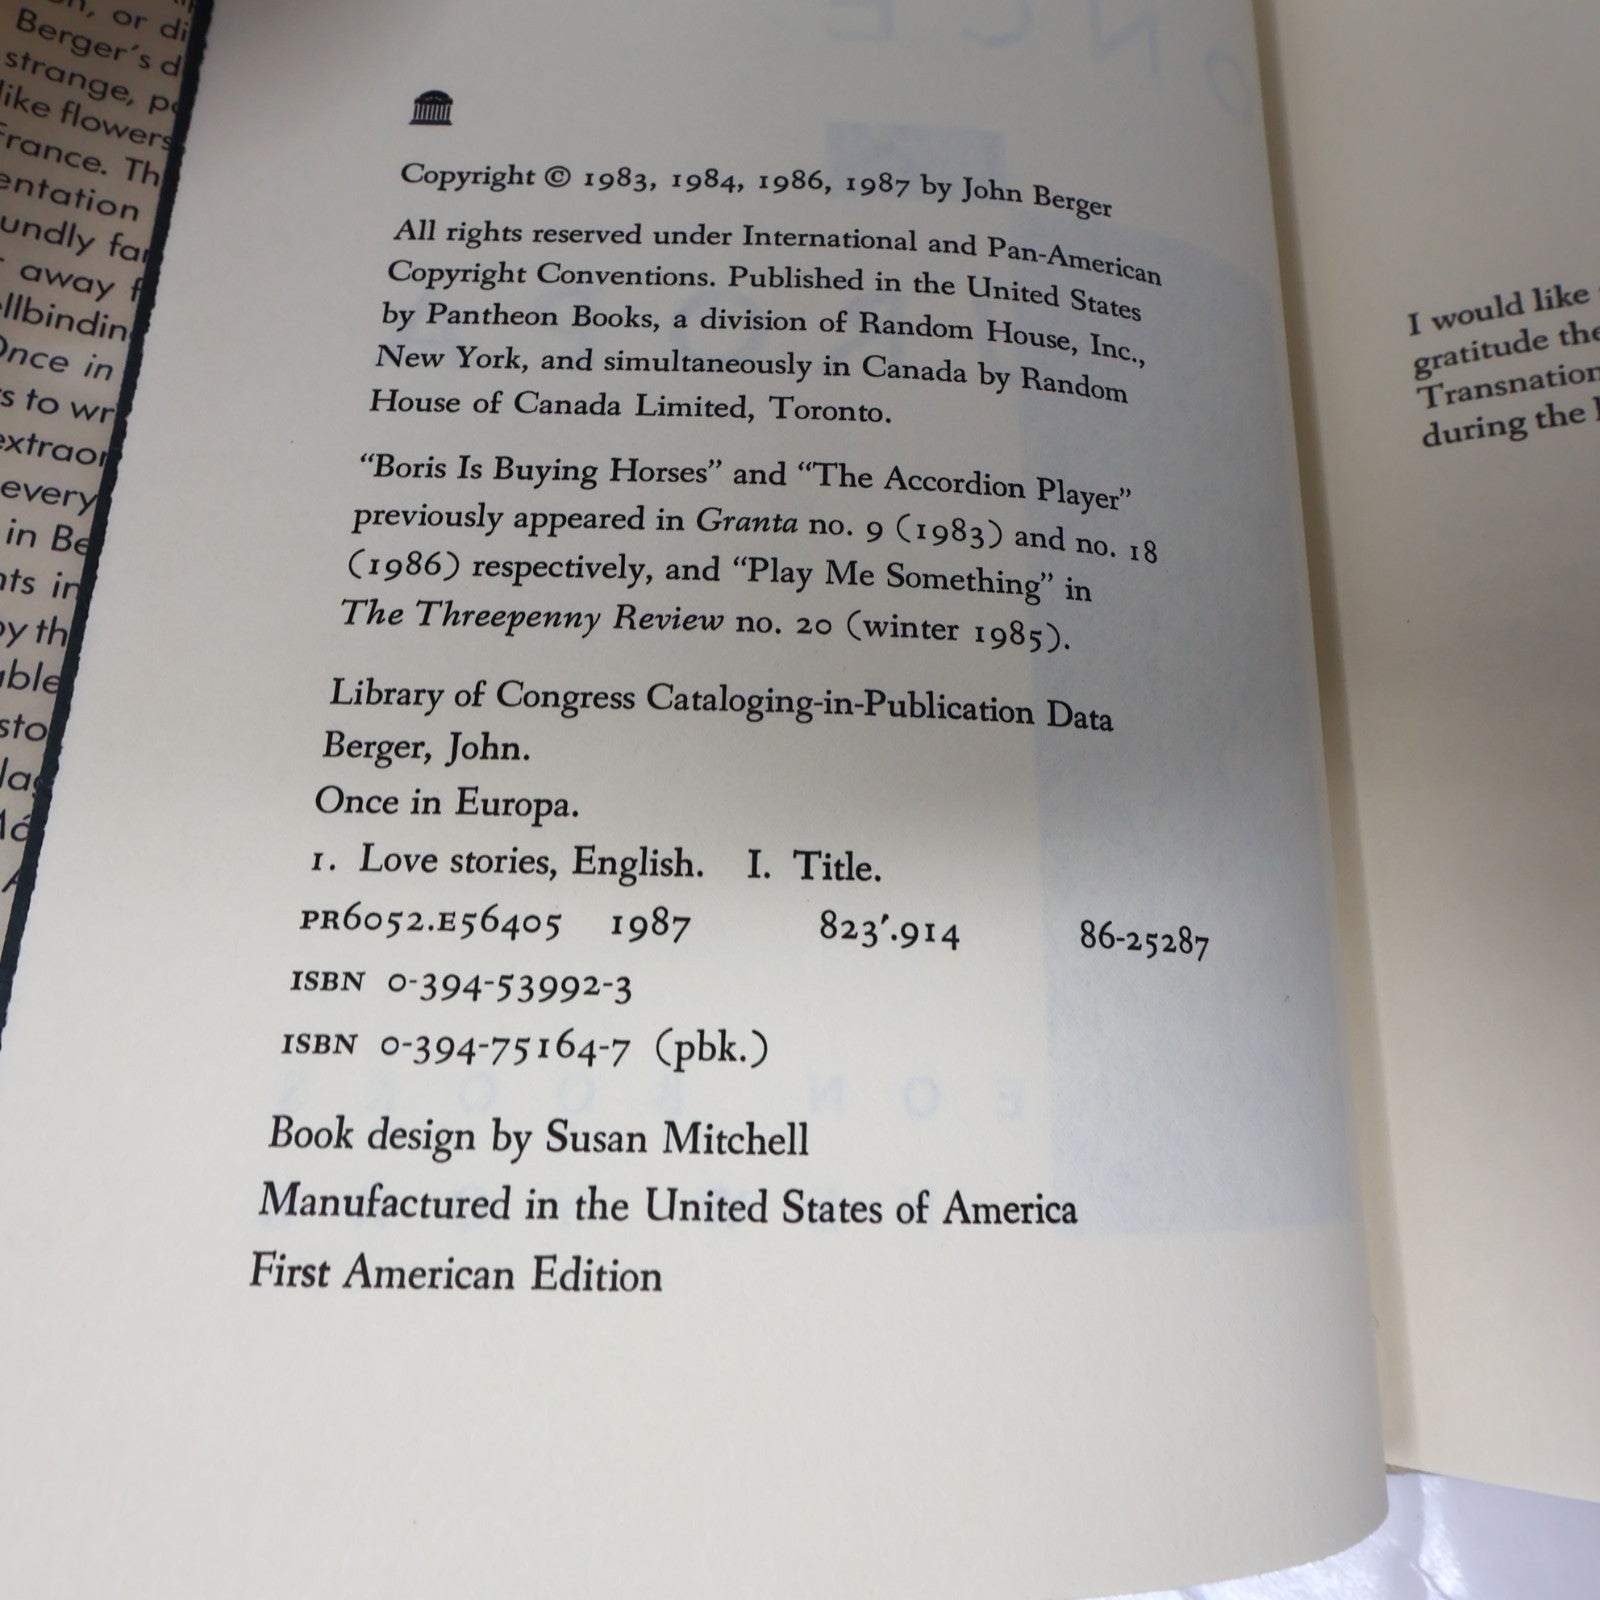 or di
Berger's d
strange,
like flowers
France. Th
entation
undly far
away f
Once in
s to wr
every
in Be
Copyright © 1983, 1984, 1986, 1987 by John Berger
All rights reserved under International and Pan-American
Copyright Conventions. Published in the United States
by Pantheon Books, a division of Random House, Inc.,
New York, and simultaneously in Canada by Random
House of Canada Limited, Toronto.
“Boris Is Buying Horses” and “The Accordion Player”
previously appeared in Granta no. 9 (1983) and no. 18
(1986) respectively, and “Play Me Something” in
The Threepenny Review no. 20 (winter 1985).
Library of Congress Cataloging-in-Publication Data
Berger, John.
Once in Europa.
1. Love stories, English. I. Title.
PR6052.E56405 1987 823′.914 86-25287
ISBN 0-394-53992-3
ISBN 0-394-75164-7 (pbk.)
Book design by Susan Mitchell
Manufactured in the United States of America
First American Edition
I would like
gratitude the
Transnation
during the